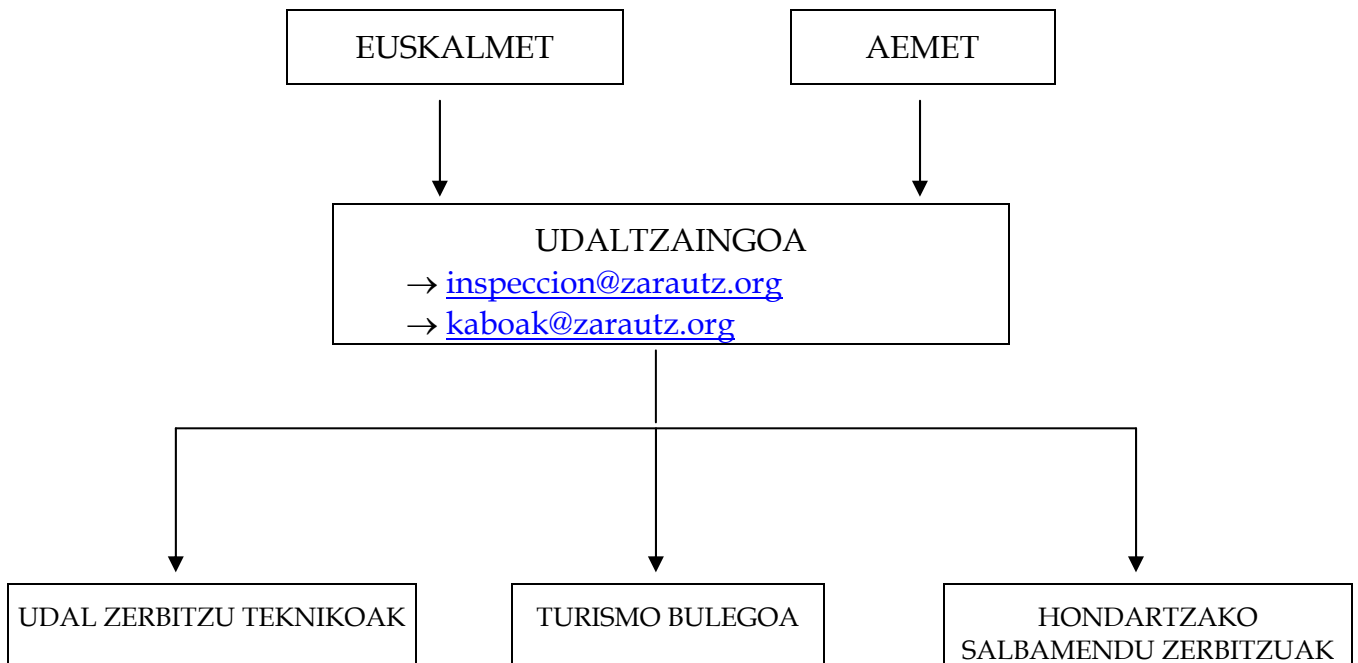 EUSKALMET
AEMET
UDALTZAINGOA
→ inspeccion@zarautz.org
→ kaboak@zarautz.org
UDAL ZERBITZU TEKNIKOAK
TURISMO BULEGOA
HONDARTZAKO
SALBAMENDU ZERBITZUAK